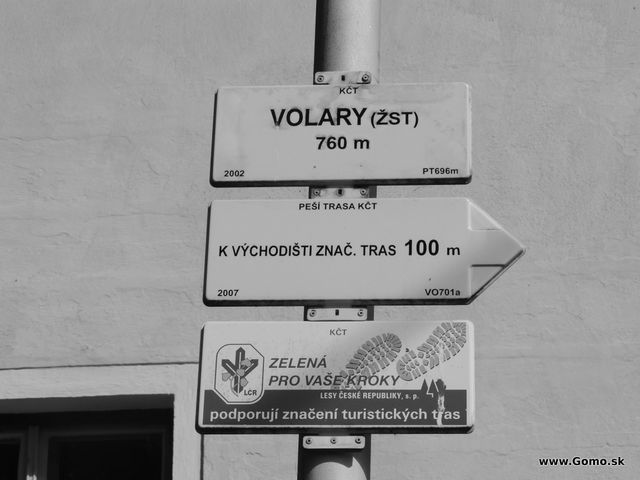 KČT
VOLARY (ŽST)
760 m
2002 PT696m
PEŠÍ TRASA KČT
K VÝCHODIŠTI ZNAČ. TRAS 100 m
2007 VO701a
KČT
ZELENÁ
PRO VAŠE KROKY
LČR
LESY ČESKÉ REPUBLIKY, s. p.
podporují značení turistických tras
www.Gomo.sk